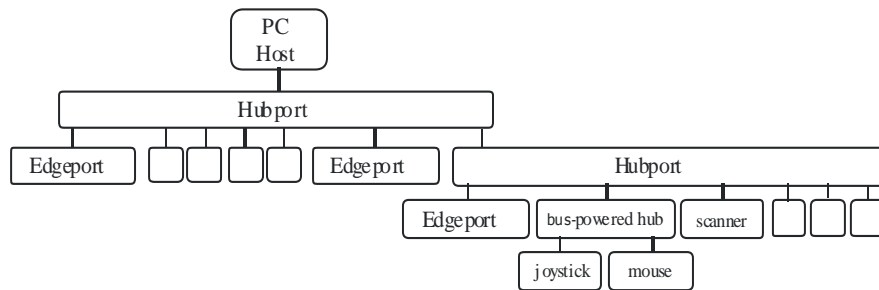 PC
Host
Hubport
Edgeport
Edgeport
Hubport
Edgeport
bus-powered hub
scanner
joystick
mouse